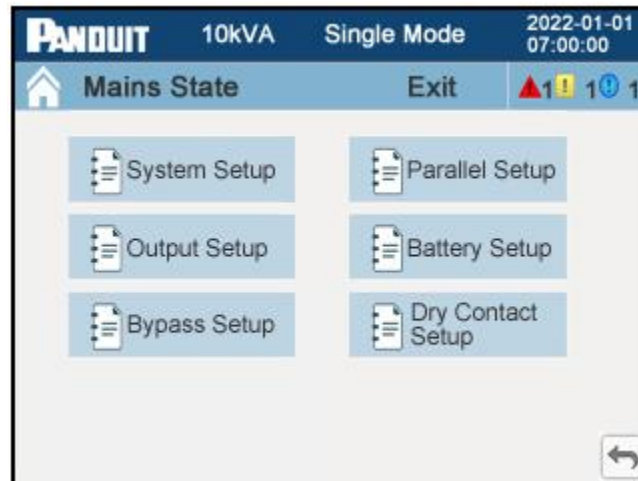 PANDUIT 10kVA Single Mode 2022-01-01
07:00:00
Mains State Exit 1 1 1
System Setup Parallel Setup
Output Setup Battery Setup
Bypass Setup Dry Contact
Setup